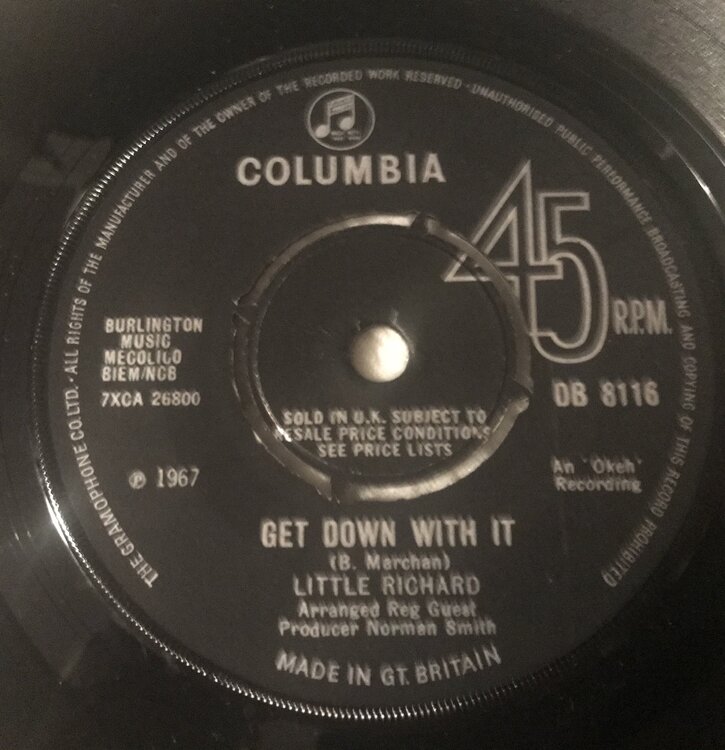 THE GRAMOPHONE CO. LTD. · ALL RIGHTS OF THE MANUFACTURER AND OF THE OWNER OF THE RECORDED WORK RESERVED · UNAUTHORISED PUBLIC PERFORMANCE BROADCASTING AND COPYING OF THIS RECORD PROHIBITED
COLUMBIA
45
R.P.M.
BURLINGTON
MUSIC
MECOLICO
BIEM/NCB
7XCA 26800
DB 8116
SOLD IN U.K. SUBJECT TO
RESALE PRICE CONDITIONS
SEE PRICE LISTS
℗ 1967
An 'Okeh'
Recording
GET DOWN WITH IT
(B. Marchan)
LITTLE RICHARD
Arranged Reg Guest
Producer Norman Smith
MADE IN GT. BRITAIN